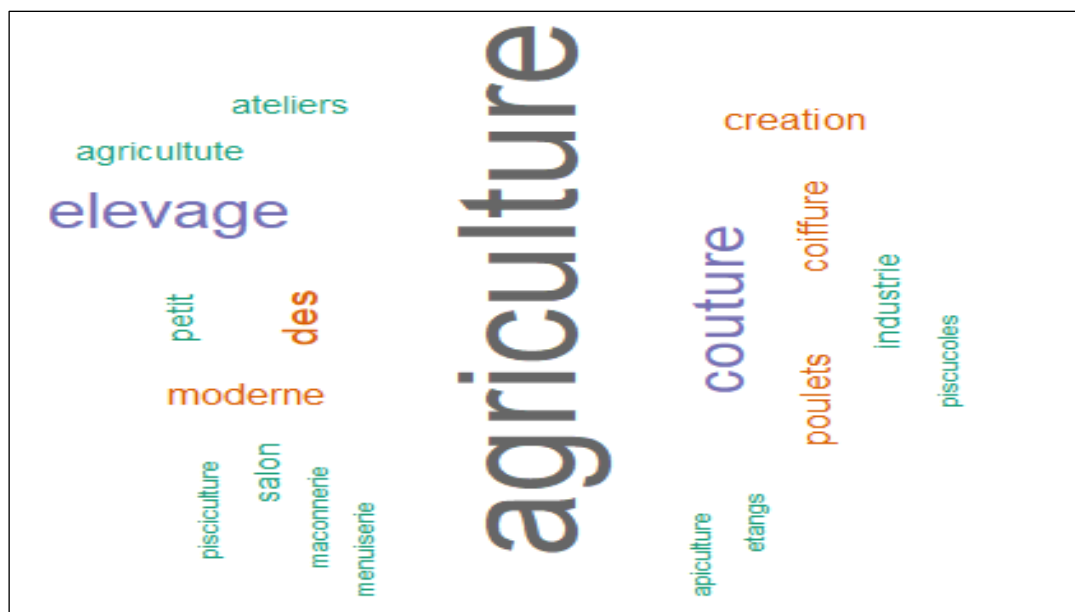 ateliers
agricultute
elevage
petit
des
moderne
pisciculture
salon
maconnerie
menuiserie
agriculture
creation
coiffure
couture
industrie
piscucoles
poulets
apiculture
etangs